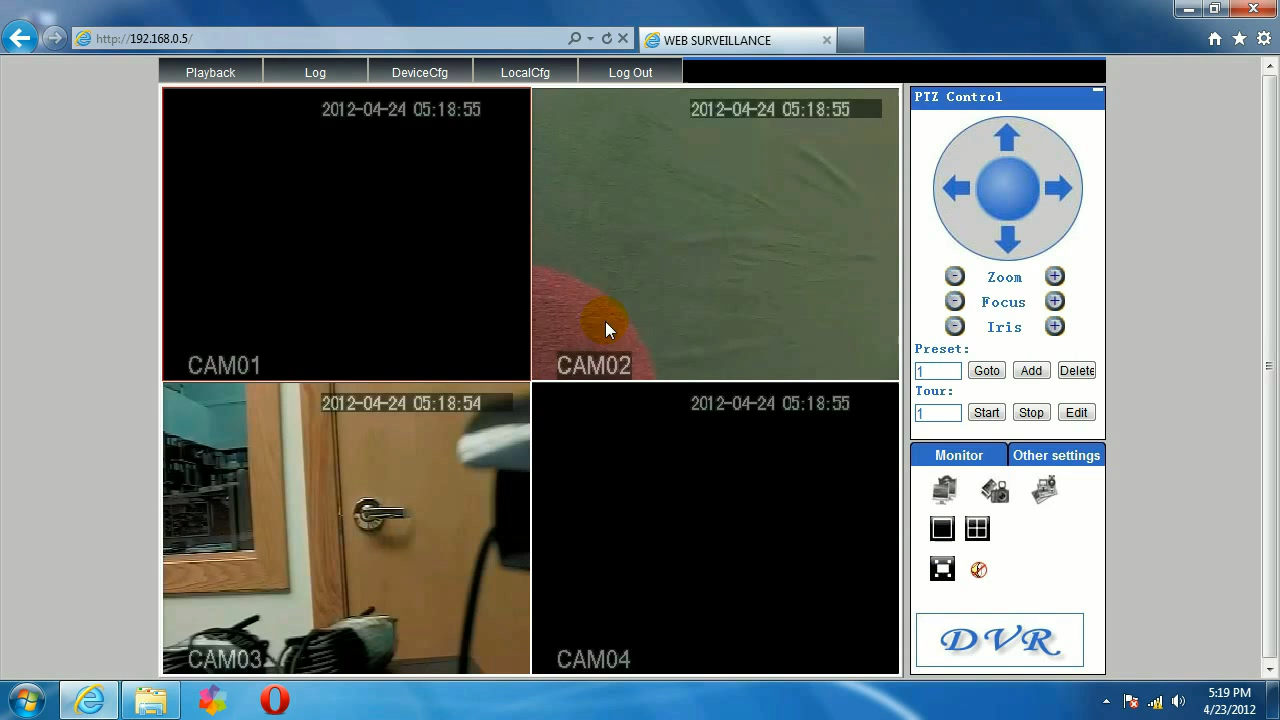 http://192.168.0.5/
WEB SURVEILLANCE
Playback Log DeviceCfg LocalCfg Log Out
2012-04-24 05:18:55
CAM01
2012-04-24 05:18:55
CAM02
2012-04-24 05:18:54
CAM03
2012-04-24 05:18:55
CAM04
PTZ Control
- Zoom +
- Focus +
- Iris +
Preset:
1 Goto Add Delete
Tour:
1 Start Stop Edit
Monitor Other settings
DVR
5:19 PM
4/23/2012